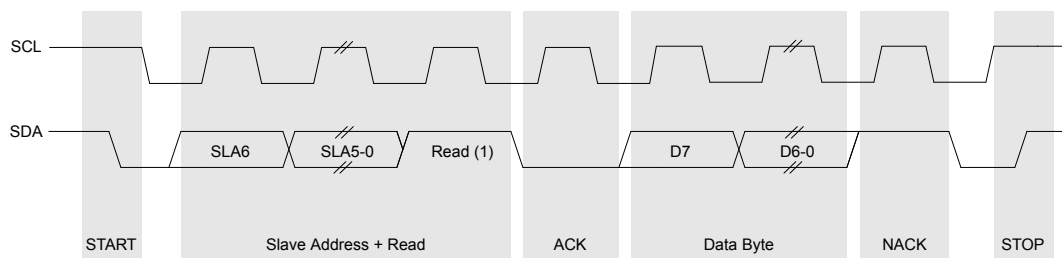 SCL
SDA
SLA6 SLA5-0 Read (1) D7 D6-0
START Slave Address + Read ACK Data Byte NACK STOP